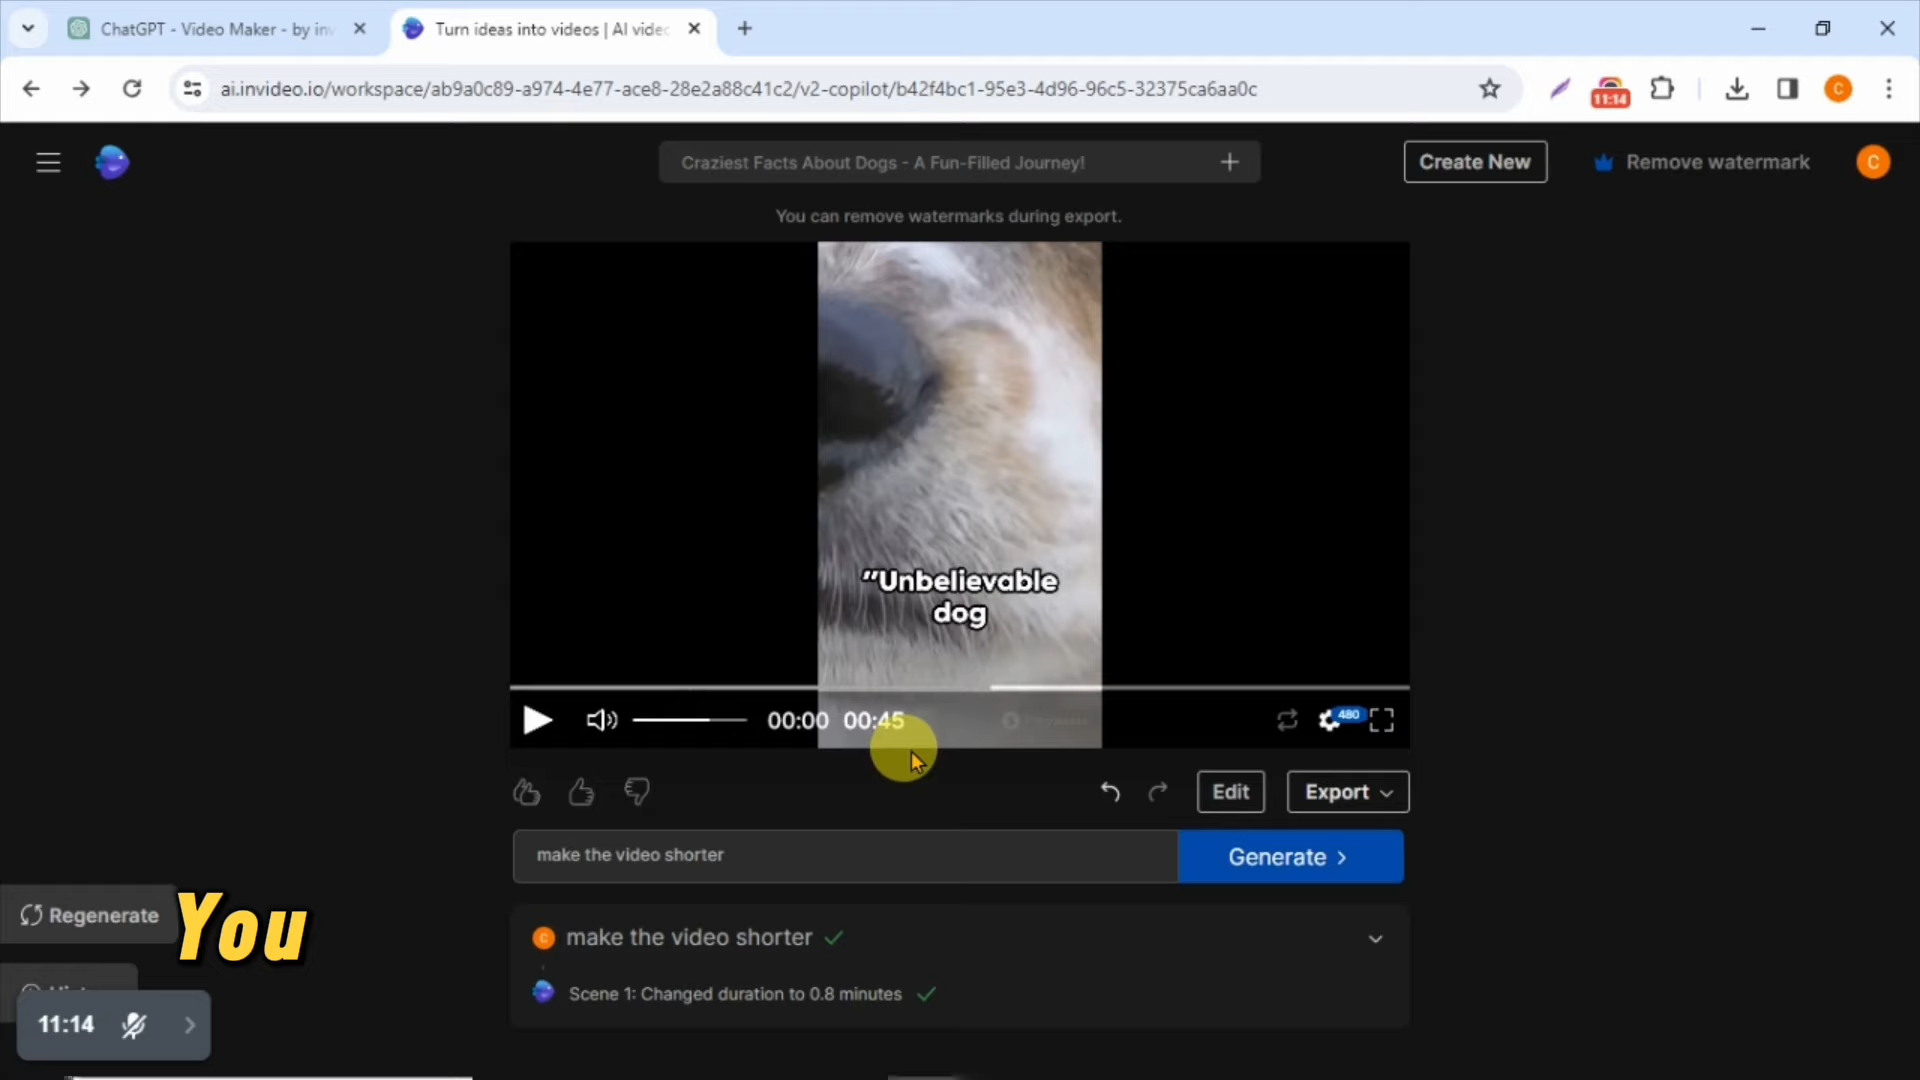 ChatGPT - Video Maker - by inv
Turn ideas into videos | AI video
ai.invideo.io/workspace/ab9a0c89-a974-4e77-ace8-28e2a88c41c2/v2-copilot/b42f4bc1-95e3-4d96-96c5-32375ca6aa0c
11:14
C
Craziest Facts About Dogs - A Fun-Filled Journey!
Create New
Remove watermark
C
You can remove watermarks during export.
"Unbelievable
dog
00:00 00:45
480
Edit
Export
make the video shorter
Generate
Regenerate
You
C make the video shorter
Scene 1: Changed duration to 0.8 minutes
11:14